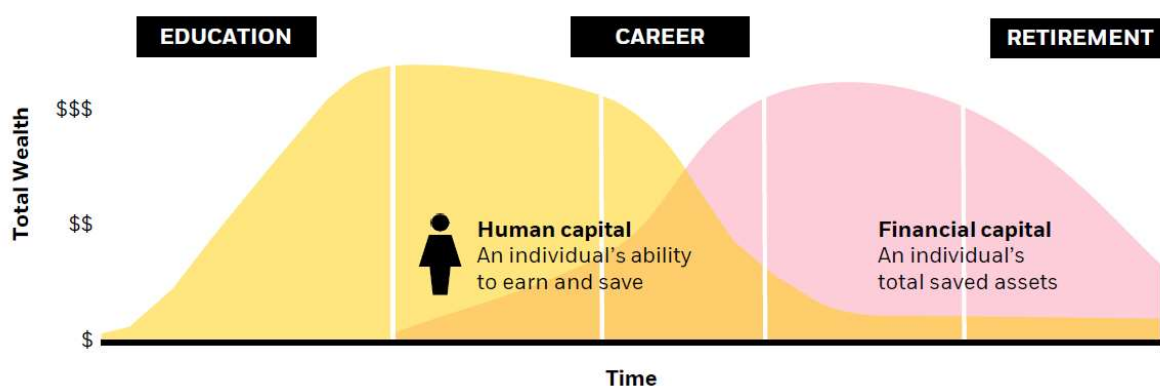 EDUCATION
CAREER
RETIREMENT
Total Wealth
$$$
$$
$
Human capital
An individual's ability
to earn and save
Financial capital
An individual's
total saved assets
Time